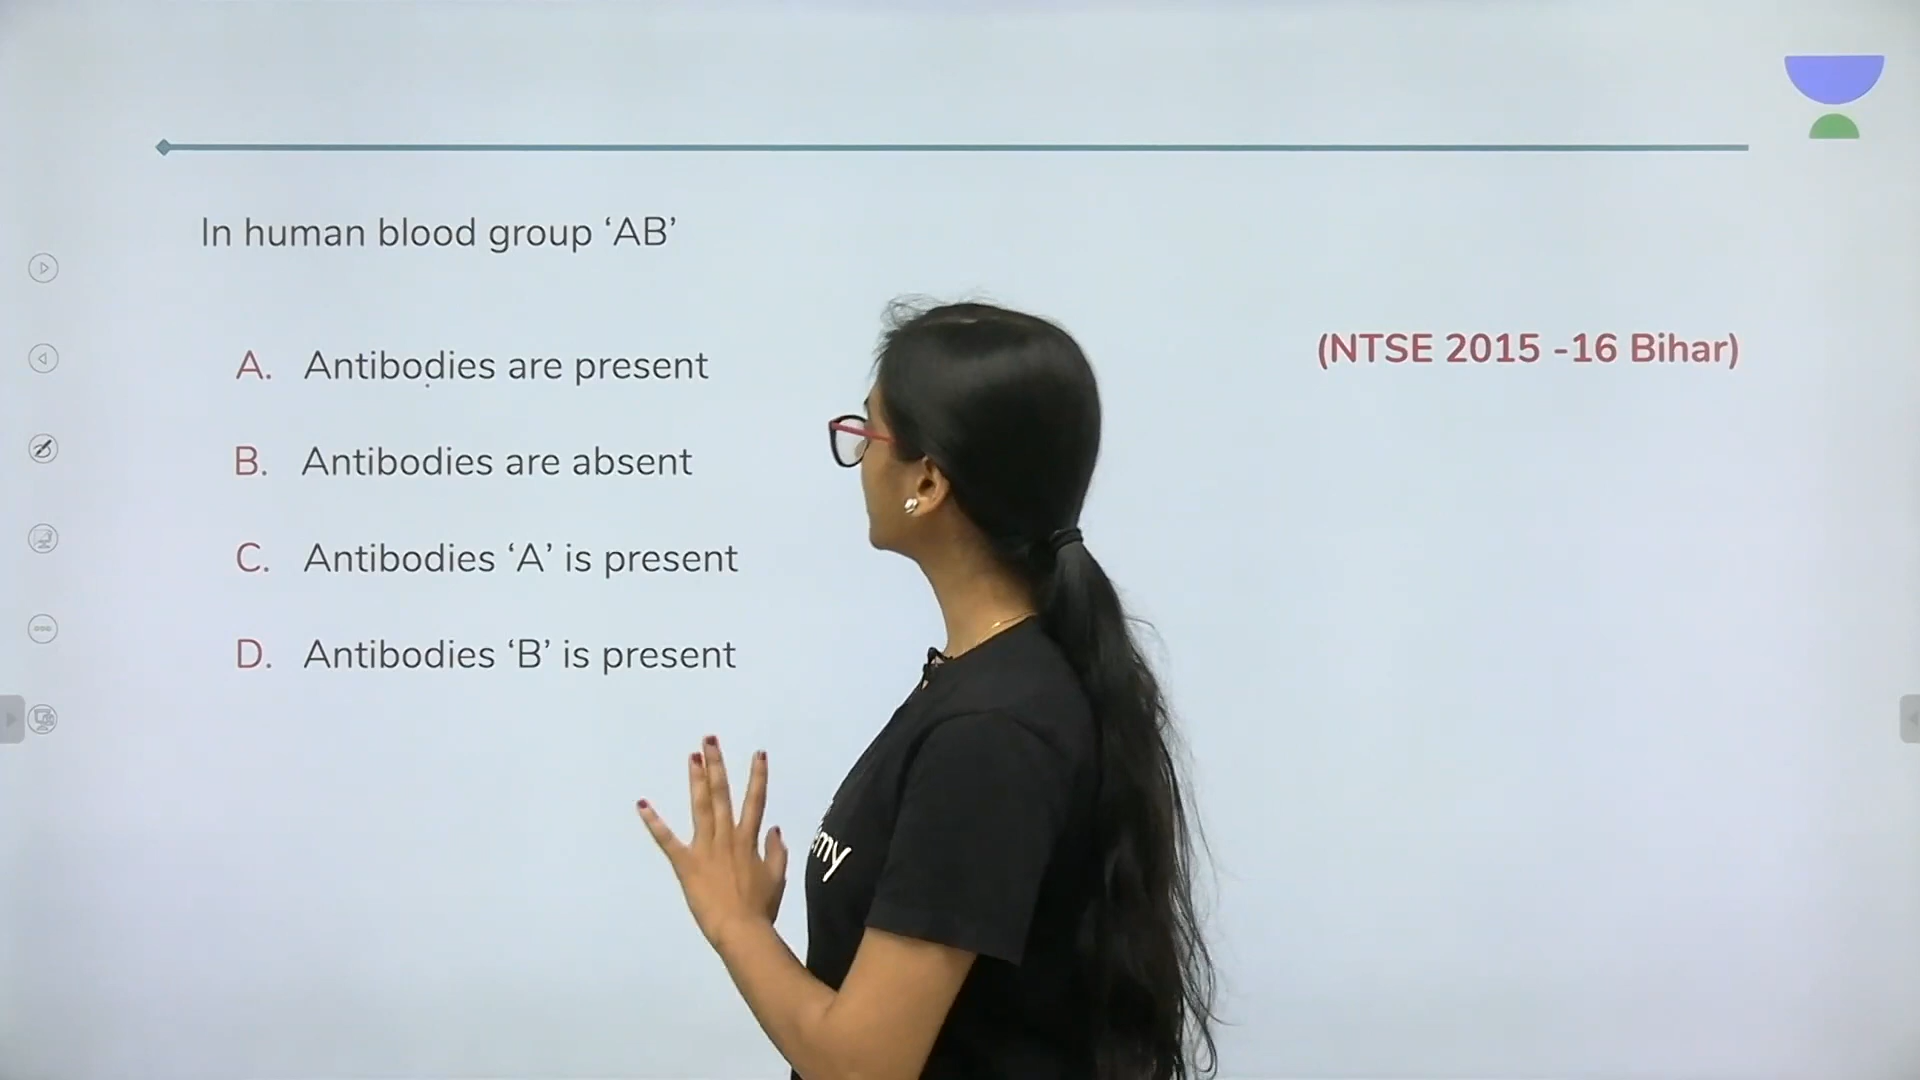 In human blood group ‘AB’
(NTSE 2015 -16 Bihar)
A. Antibodies are present
B. Antibodies are absent
C. Antibodies ‘A’ is present
D. Antibodies ‘B’ is present
my